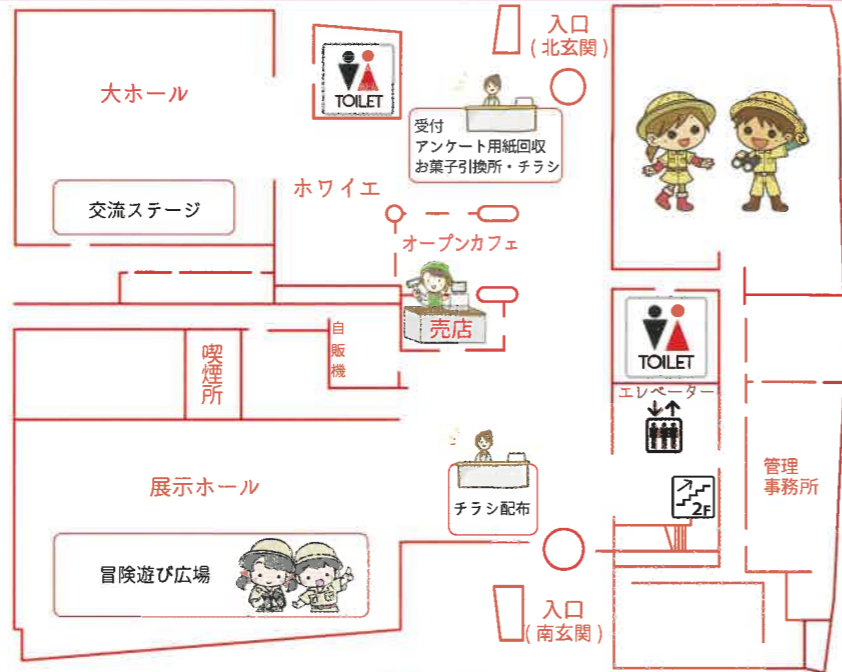 大ホール
交流ステージ
TOILET
入口
(北玄関)
受付
アンケート用紙回収
お菓子引換所・チラシ
ホワイエ
オープンカフェ
売店
自販機
喫煙所
TOILET
エレベーター
2F
管理
事務所
展示ホール
チラシ配布
冒険遊び広場
入口
(南玄関)